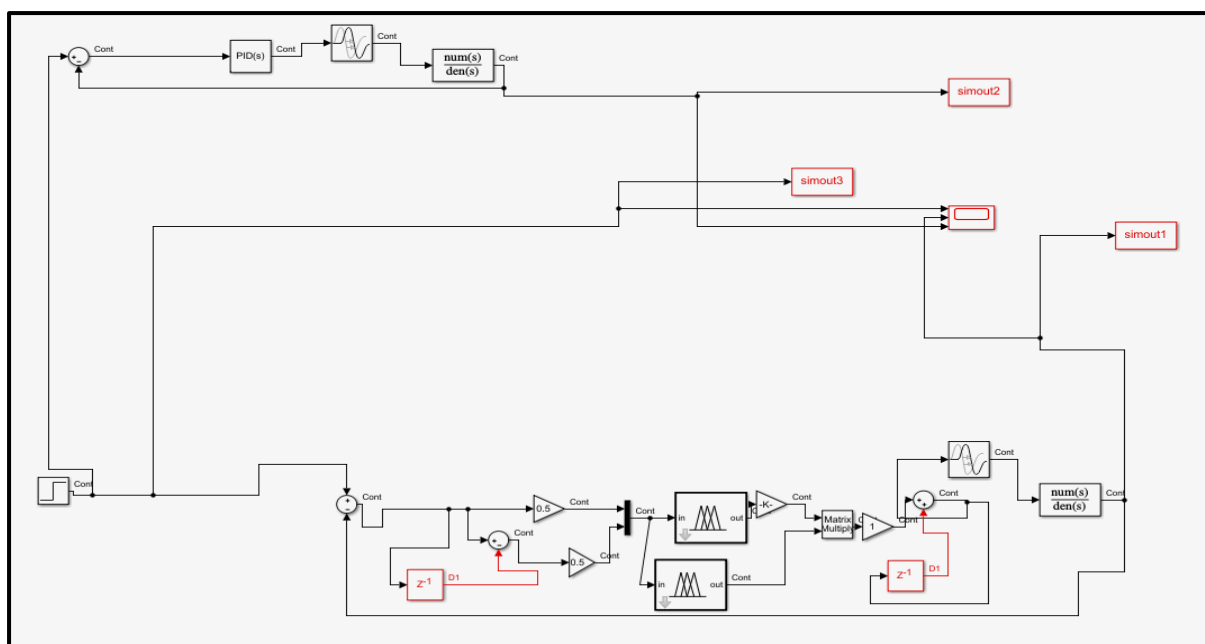 Cont
PID(s)
Cont
Cont
num(s)
den(s)
Cont
simout2
simout3
simout1
Cont
Cont
0.5
Cont
Cont
0.5
Cont
z-1
D1
Cont
in
out
-K-
Cont
in
out
Cont
Matrix
Multiply
1
Cont
Cont
Cont
z-1
D1
num(s)
den(s)
Cont